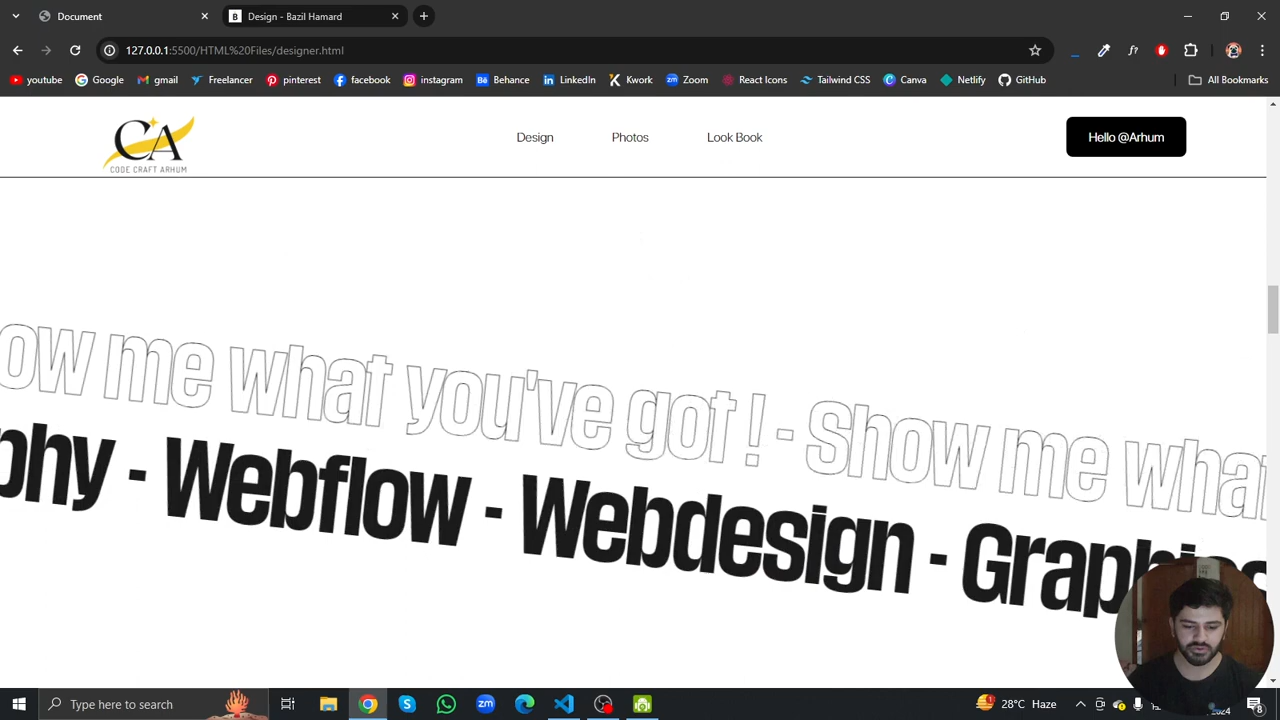 Document
Design - Bazil Hamard
127.0.0.1:5500/HTML%20Files/designer.html
youtube
Google
gmail
Freelancer
pinterest
facebook
instagram
Behance
LinkedIn
Kwork
Zoom
React Icons
Tailwind CSS
Canva
Netlify
GitHub
All Bookmarks
CA
CODE CRAFT ARHUM
Design
Photos
Look Book
Hello @Arhum
ow me what you've got ! - Show me what
phy - Webflow - Webdesign - Graphics
Type here to search
28°C Haze
2024
8